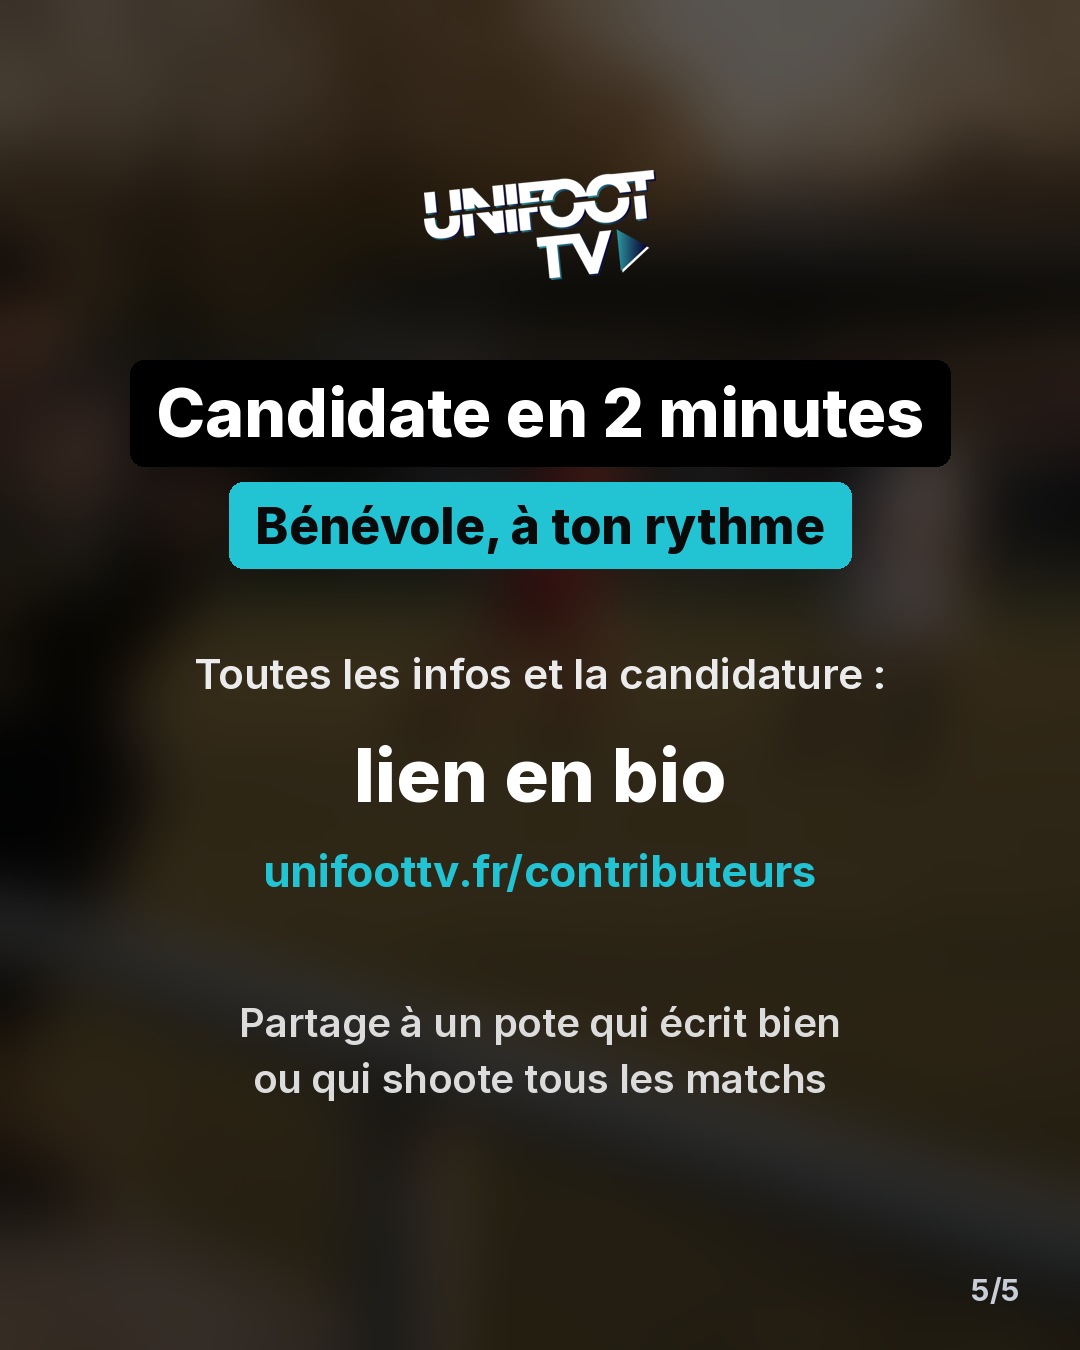 UNIFOOT
TV
Candidate en 2 minutes
Bénévole, à ton rythme
Toutes les infos et la candidature :
lien en bio
unifoottv.fr/contributeurs
Partage à un pote qui écrit bien
ou qui shoote tous les matchs
5/5